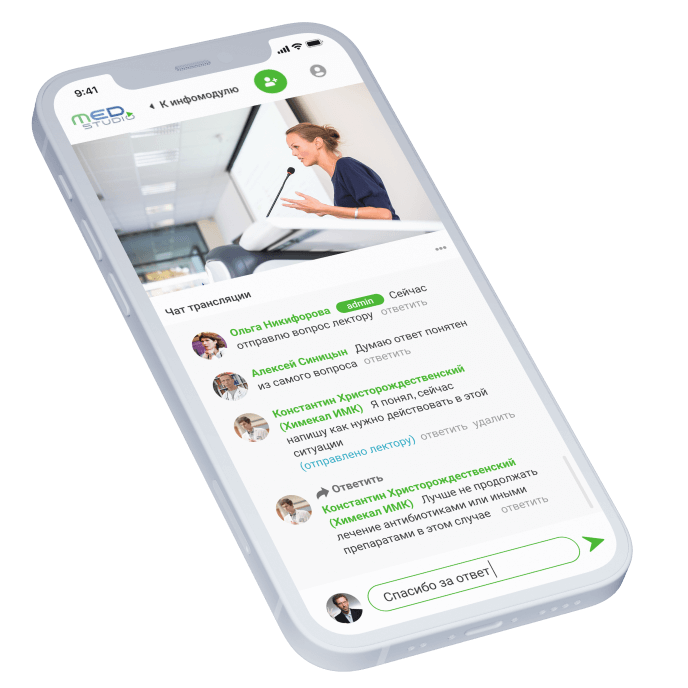 9:41
MED STUDIO
К инфомодулю
Чат трансляции
Ольга Никифорова admin Сейчас
отправлю вопрос лектору ответить
Алексей Синицын Думаю ответ понятен
из самого вопроса ответить
Константин Христорождественский
(Химекал ИМК) Я понял, сейчас
напишу как нужно действовать в этой
ситуации
(отправлено лектору) ответить удалить
Ответить
Константин Христорождественский
(Химекал ИМК) Лучше не продолжать
лечение антибиотиками или иными
препаратами в этом случае ответить
Спасибо за ответ